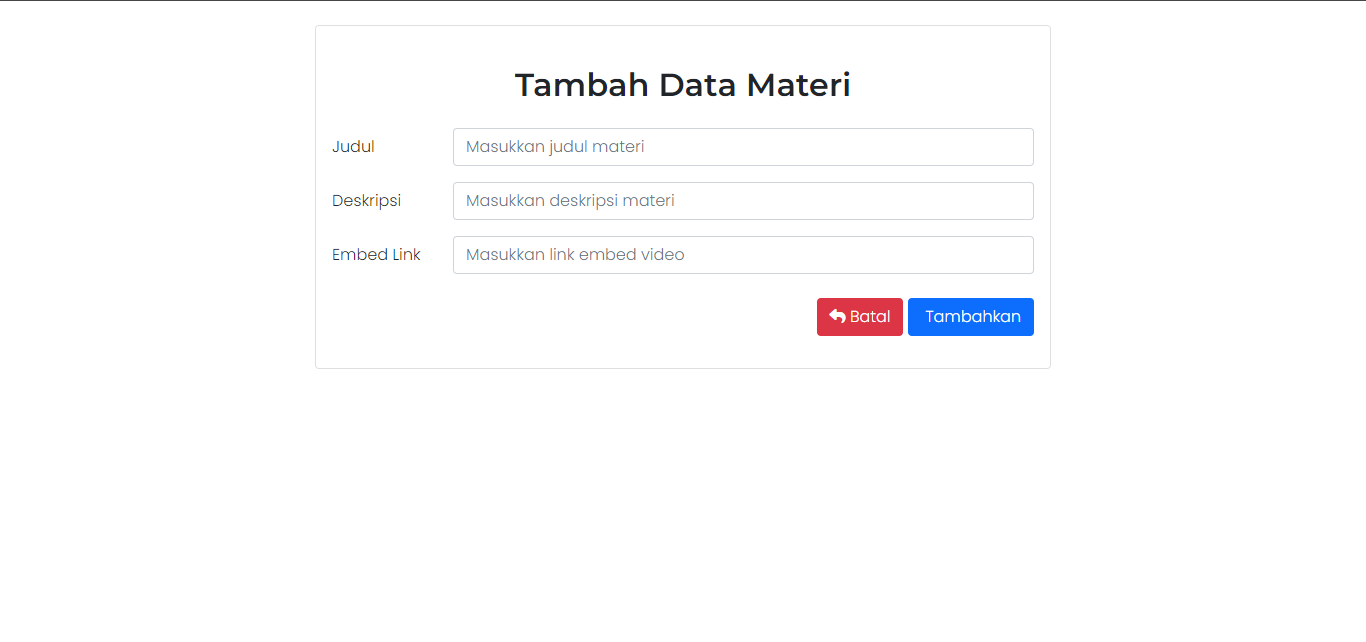 Tambah Data Materi
Judul
Masukkan judul materi
Deskripsi
Masukkan deskripsi materi
Embed Link
Masukkan link embed video
Batal
Tambahkan